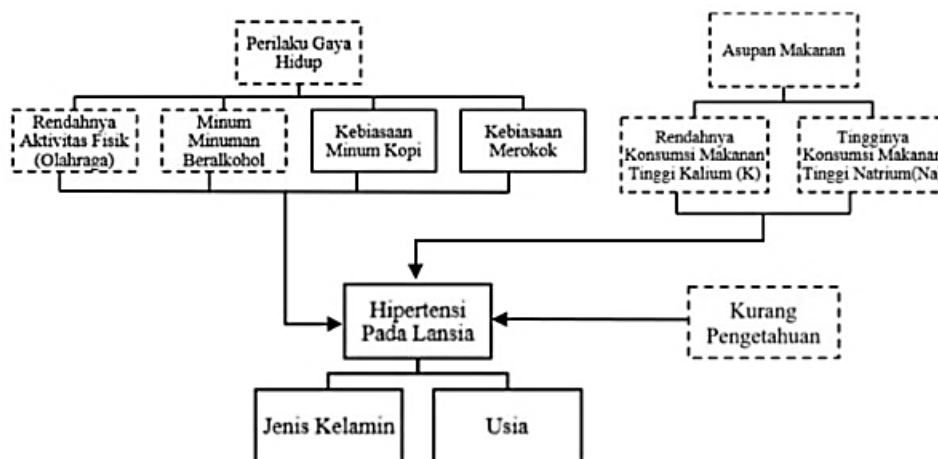 Perilaku Gaya
Hidup
Asupan Makanan
Rendahnya
Aktivitas Fisik
(Olahraga)
Minum
Minuman
Beralkohol
Kebiasaan
Minum Kopi
Kebiasaan
Merokok
Rendahnya
Konsumsi Makanan
Tinggi Kalium (K)
Tingginya
Konsumsi Makanan
Tinggi Natrium(Na
Hipertensi
Pada Lansia
Kurang
Pengetahuan
Jenis Kelamin
Usia